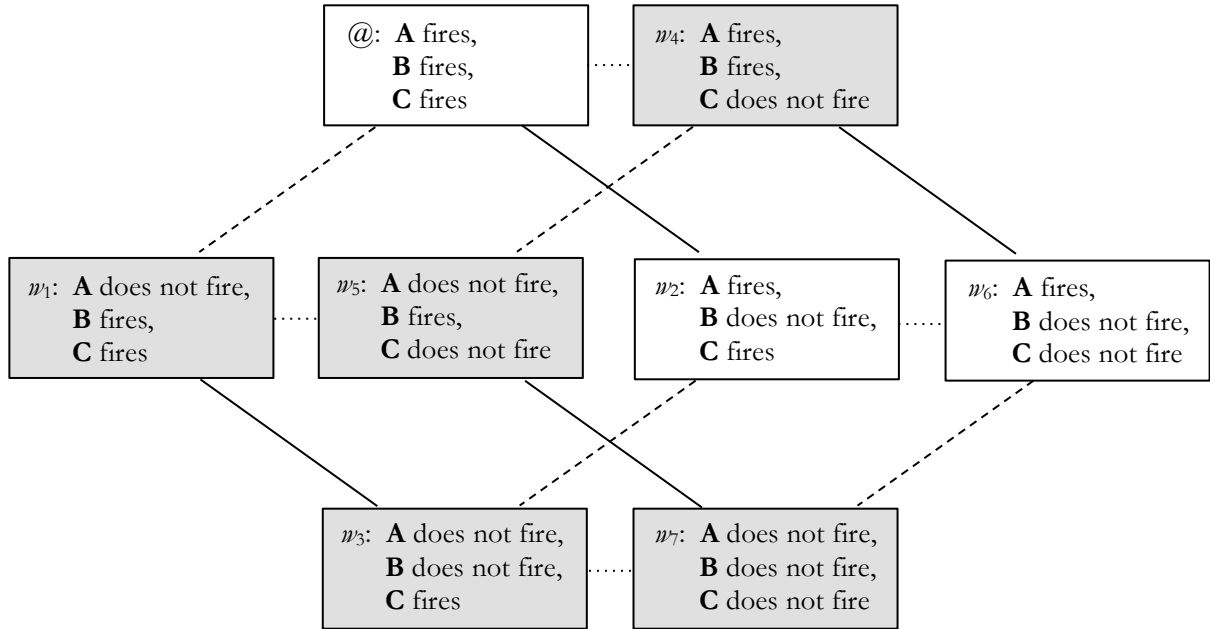 @: A fires,
B fires,
C fires
w4: A fires,
B fires,
C does not fire
w1: A does not fire,
B fires,
C fires
w5: A does not fire,
B fires,
C does not fire
w2: A fires,
B does not fire,
C fires
w6: A fires,
B does not fire,
C does not fire
w3: A does not fire,
B does not fire,
C fires
w7: A does not fire,
B does not fire,
C does not fire